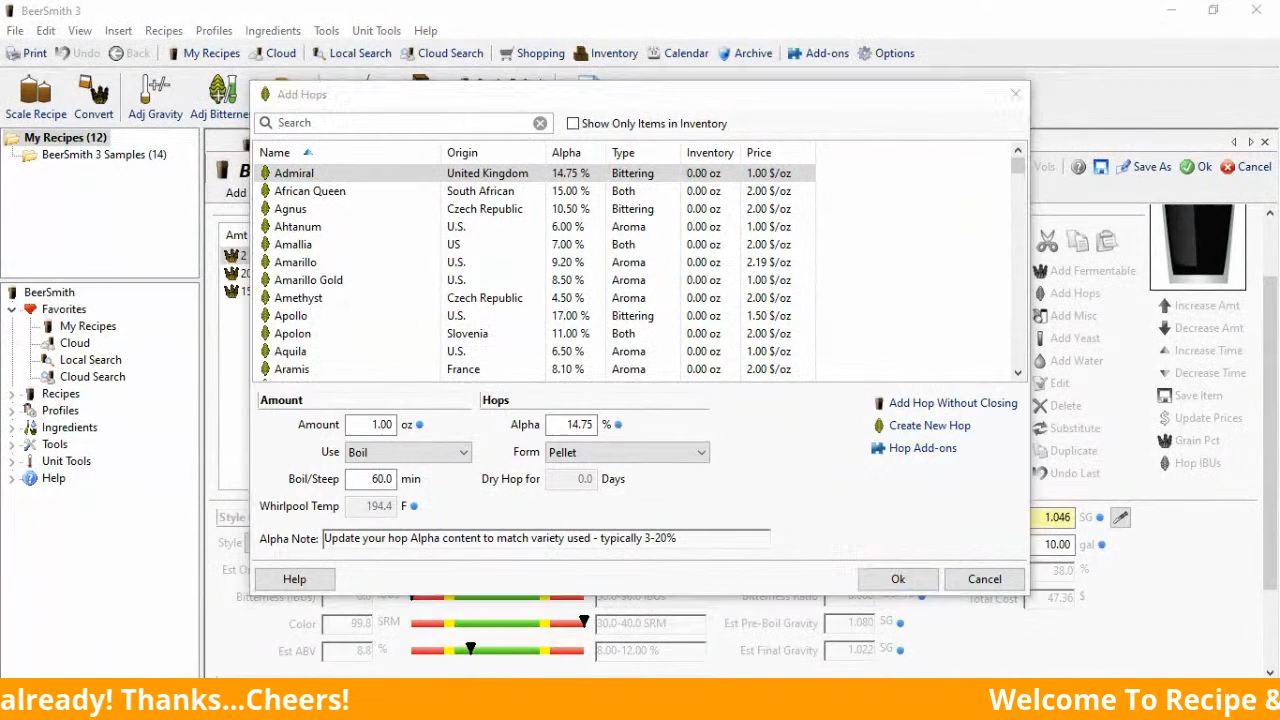 BeerSmith 3
File Edit View Insert Recipes Profiles Ingredients Tools Unit Tools Help
Print Undo Back My Recipes Cloud Local Search Cloud Search Shopping Inventory Calendar Archive Add-ons Options
Scale Recipe Convert Adj Gravity Adj Bitterne
My Recipes (12)
BeerSmith 3 Samples (14)
BeerSmith
Favorites
My Recipes
Cloud
Local Search
Cloud Search
Recipes
Profiles
Ingredients
Tools
Unit Tools
Help
B
Add
Amt
2
20
15
Style
Style
Add Hops
Search
Show Only Items in Inventory
Name Origin Alpha Type Inventory Price
Admiral United Kingdom 14.75 % Bittering 0.00 oz 1.00 $/oz
African Queen South African 15.00 % Both 0.00 oz 2.00 $/oz
Agnus Czech Republic 10.50 % Bittering 0.00 oz 2.00 $/oz
Ahtanum U.S. 6.00 % Aroma 0.00 oz 1.00 $/oz
Amallia US 7.00 % Both 0.00 oz 2.00 $/oz
Amarillo U.S. 9.20 % Aroma 0.00 oz 2.19 $/oz
Amarillo Gold U.S. 8.50 % Aroma 0.00 oz 1.00 $/oz
Amethyst Czech Republic 4.50 % Aroma 0.00 oz 2.00 $/oz
Apollo U.S. 17.00 % Bittering 0.00 oz 1.50 $/oz
Apolon Slovenia 11.00 % Both 0.00 oz 2.00 $/oz
Aquila U.S. 6.50 % Aroma 0.00 oz 1.00 $/oz
Aramis France 8.10 % Aroma 0.00 oz 2.00 $/oz
Amount Hops
Amount 1.00 oz Alpha 14.75 %
Use Boil Form Pellet
Boil/Steep 60.0 min Dry Hop for 0.0 Days
Whirlpool Temp 194.4 F
Alpha Note: Update your hop Alpha content to match variety used - typically 3-20%
Add Hop Without Closing
Create New Hop
Hop Add-ons
Help Ok Cancel
Vols Save As Ok Cancel
Add Fermentable
Add Hops
Add Misc
Add Yeast
Add Water
Edit
Delete
Substitute
Duplicate
Undo Last
Increase Amt
Decrease Amt
Increase Time
Decrease Time
Save Item
Update Prices
Grain Pct
Hop IBUs
1.046 SG
10.00 gal
38.0 %
Total Cost 47.36 $
Color 99.8 SRM 30.0-40.0 SRM Est Pre-Boil Gravity 1.080 SG
Est ABV 8.8 % 8.00-12.00 % Est Final Gravity 1.022 SG
already! Thanks...Cheers! Welcome To Recipe &